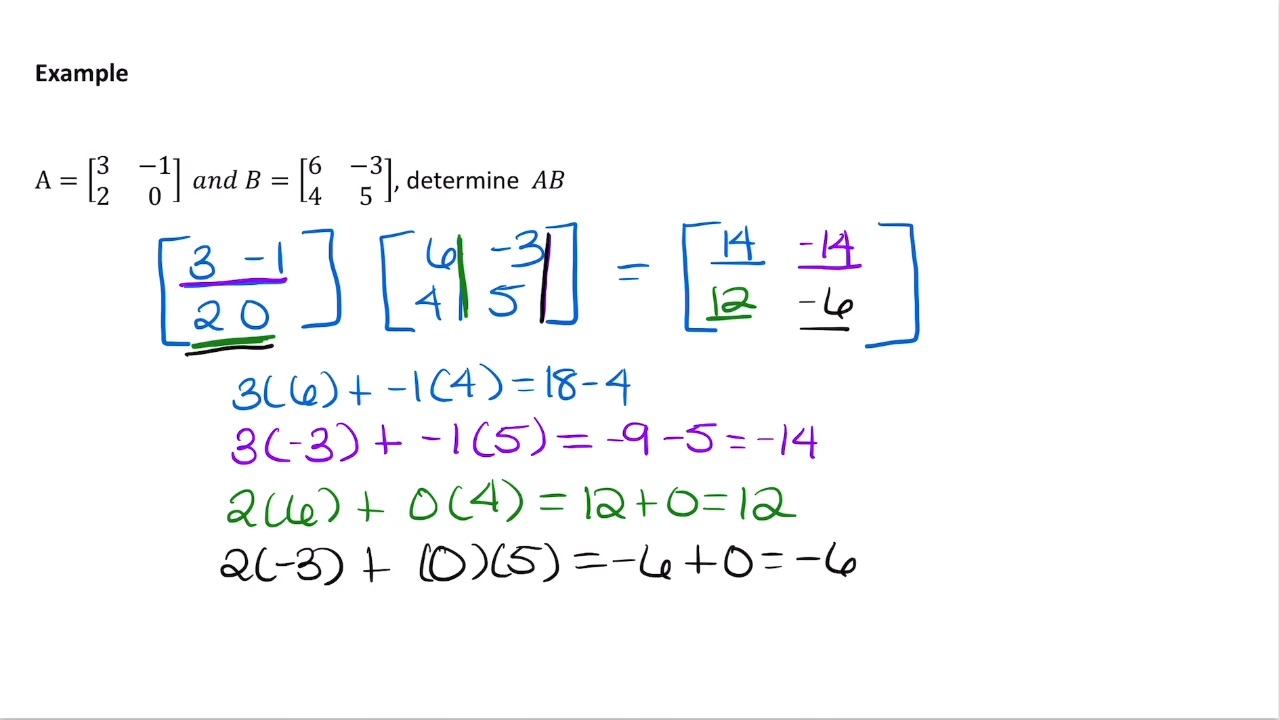 Example
A = [3 −1; 2 0] and B = [6 −3; 4 5], determine AB
[3 -1; 2 0] [6 -3; 4 5] = [14 -14; 12 -6]
3(6) + -1(4) = 18 - 4
3(-3) + -1(5) = -9 - 5 = -14
2(6) + 0(4) = 12 + 0 = 12
2(-3) + (0)(5) = -6 + 0 = -6